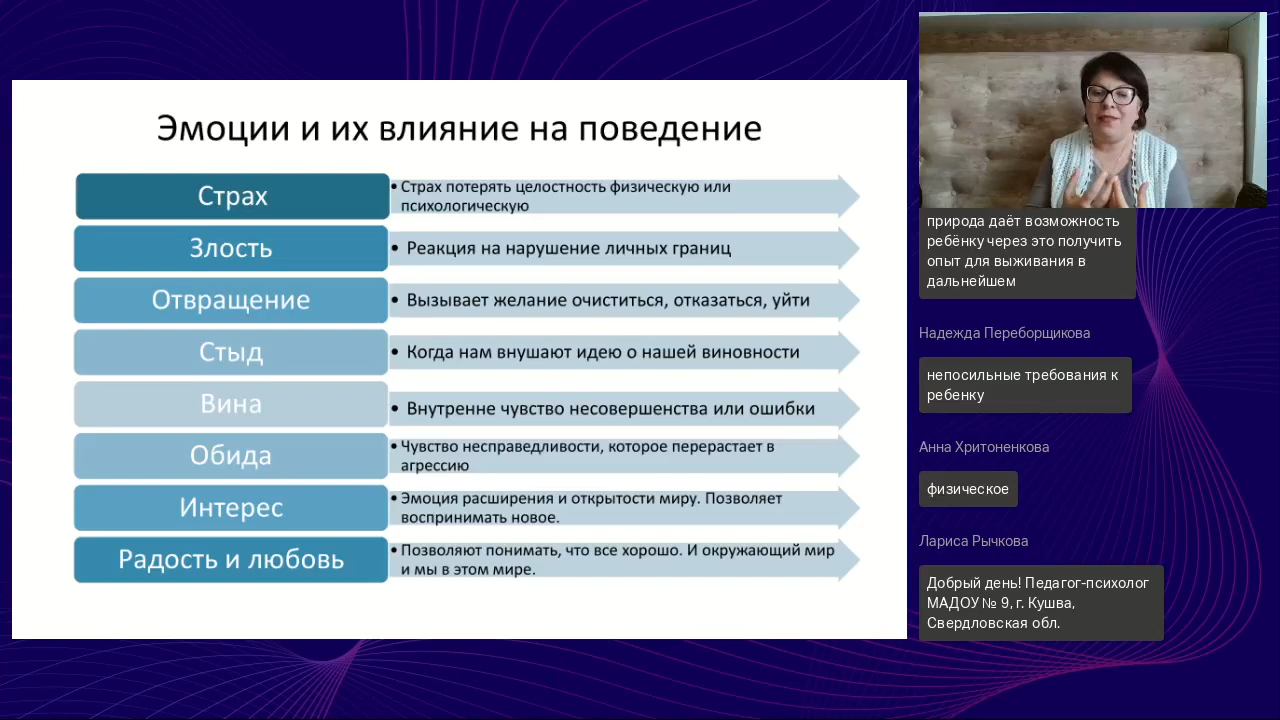 Эмоции и их влияние на поведение
Страх
• Страх потерять целостность физическую или
психологическую
Злость
• Реакция на нарушение личных границ
Отвращение
• Вызывает желание очиститься, отказаться, уйти
Стыд
• Когда нам внушают идею о нашей виновности
Вина
• Внутренне чувство несовершенства или ошибки
Обида
• Чувство несправедливости, которое перерастает в
агрессию
Интерес
• Эмоция расширения и открытости миру. Позволяет
воспринимать новое.
Радость и любовь
• Позволяют понимать, что все хорошо. И окружающий мир
и мы в этом мире.
природа даёт возможность
ребёнку через это получить
опыт для выживания в
дальнейшем
Надежда Переборщикова
непосильные требования к
ребенку
Анна Хритоненкова
физическое
Лариса Рычкова
Добрый день! Педагог-психолог
МАДОУ № 9, г. Кушва,
Свердловская обл.